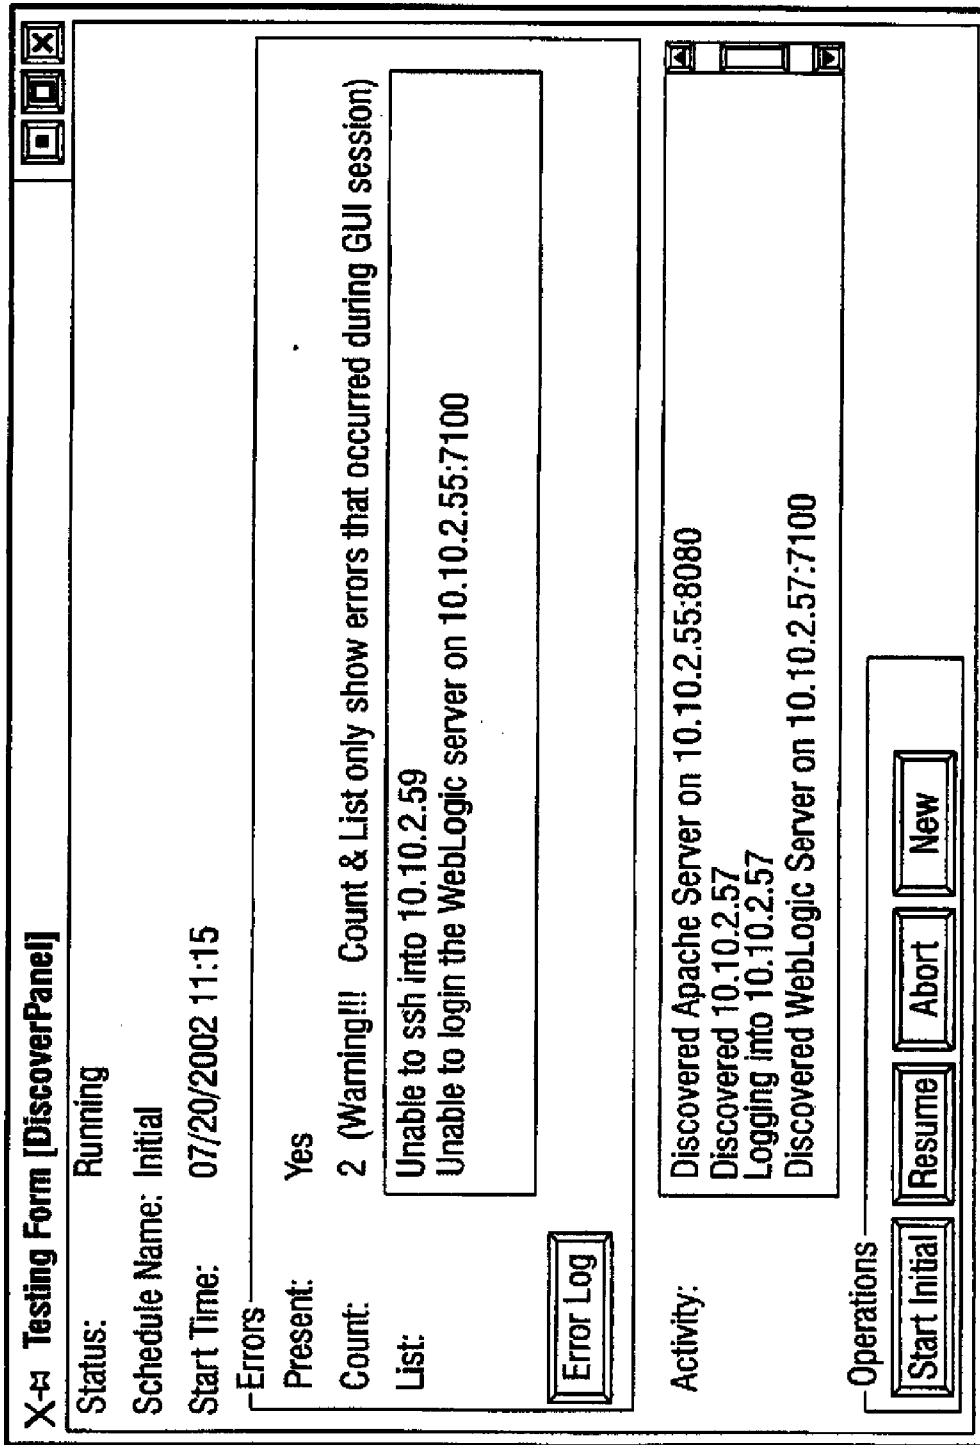 Testing Form [DiscoverPanel]
Status: Running
Schedule Name: Initial
Start Time: 07/20/2002 11:15
Errors
Present: Yes
Count: 2 (Warning!!! Count & List only show errors that occurred during GUI session)
List: Unable to ssh into 10.10.2.59
Unable to login the WebLogic server on 10.10.2.55:7100
Error Log
Activity: Discovered Apache Server on 10.10.2.55:8080
Discovered 10.10.2.57
Logging into 10.10.2.57
Discovered WebLogic Server on 10.10.2.57:7100
Operations
Start Initial Resume Abort New